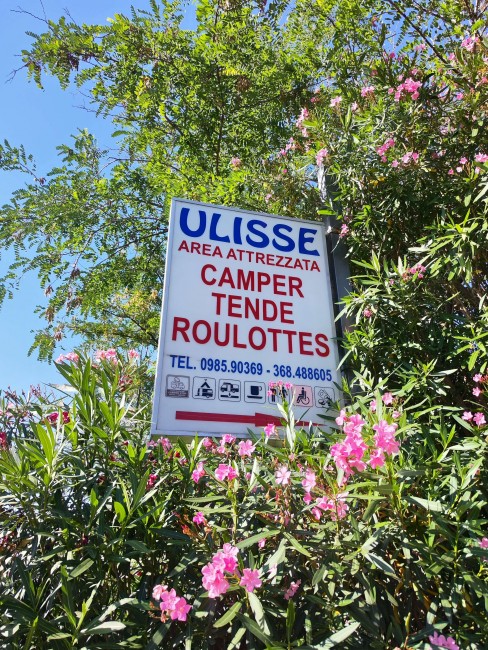 ULISSE
AREA ATTREZZATA
CAMPER
TENDE
ROULOTTES
TEL. 0985.90369 - 368.488605